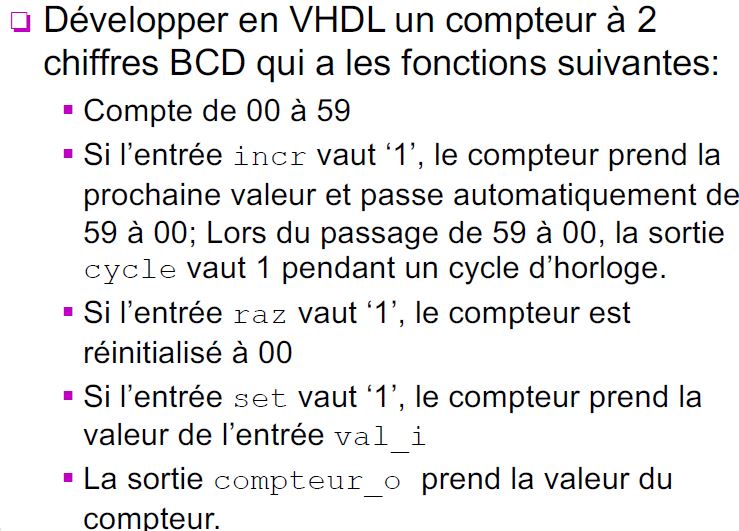 ❑ Développer en VHDL un compteur à 2
chiffres BCD qui a les fonctions suivantes:
▪ Compte de 00 à 59
▪ Si l’entrée incr vaut ‘1’, le compteur prend la
prochaine valeur et passe automatiquement de
59 à 00; Lors du passage de 59 à 00, la sortie
cycle vaut 1 pendant un cycle d’horloge.
▪ Si l’entrée raz vaut ‘1’, le compteur est
réinitialisé à 00
▪ Si l’entrée set vaut ‘1’, le compteur prend la
valeur de l’entrée val_i
▪ La sortie compteur_o prend la valeur du
compteur.